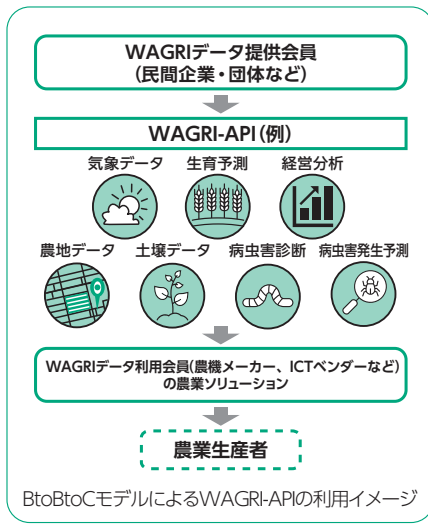 WAGRIデータ提供会員
(民間企業・団体など)
WAGRI-API(例)
気象データ 生育予測 経営分析
農地データ 土壌データ 病虫害診断 病虫害発生予測
WAGRIデータ利用会員(農機メーカー、ICTベンダーなど)
の農業ソリューション
農業生産者
BtoBtoCモデルによるWAGRI-APIの利用イメージ